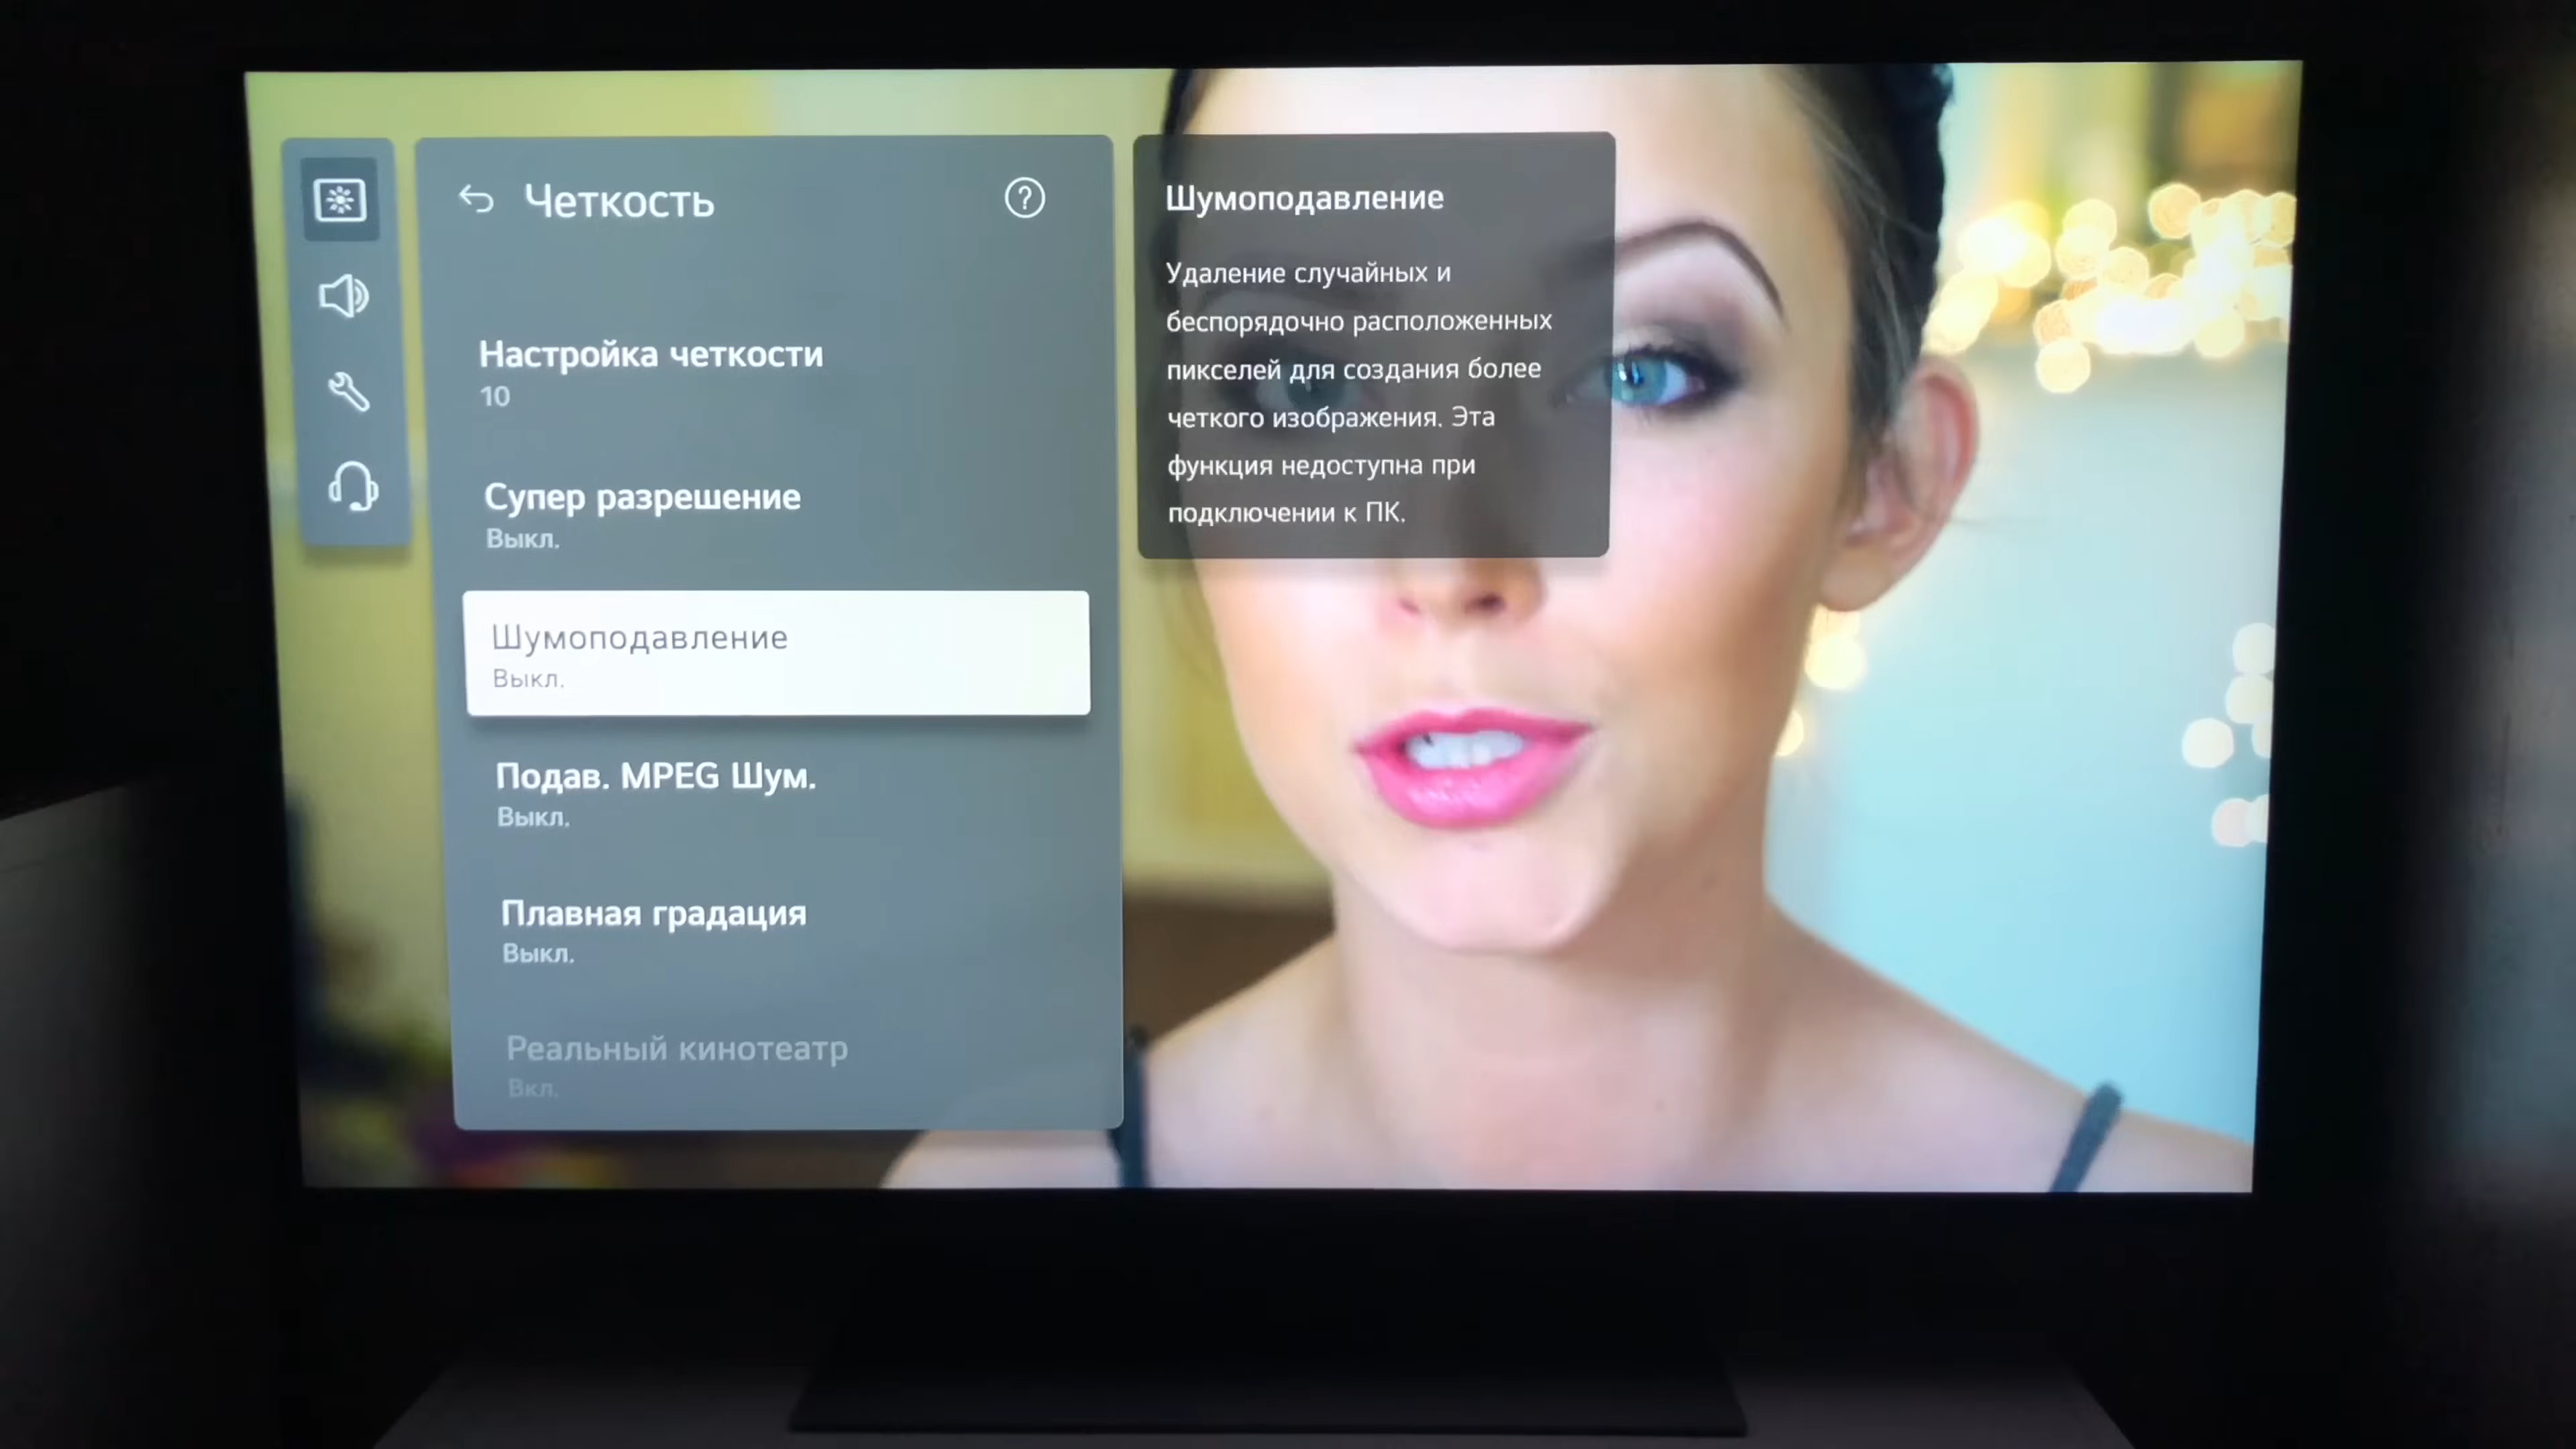 Четкость
?
Настройка четкости
10
Супер разрешение
Выкл.
Шумоподавление
Выкл.
Подав. MPEG Шум.
Выкл.
Плавная градация
Выкл.
Реальный кинотеатр
Вкл.
Шумоподавление
Удаление случайных и
беспорядочно расположенных
пикселей для создания более
четкого изображения. Эта
функция недоступна при
подключении к ПК.